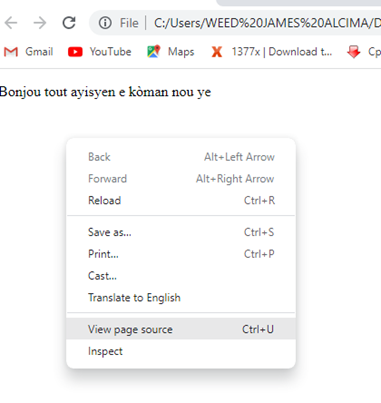 File C:/Users/WEED%20JAMES%20ALCIMA/D
Gmail YouTube Maps 1377x | Download t...
Bonjou tout ayisyen e kòman nou ye
Back Alt+Left Arrow
Forward Alt+Right Arrow
Reload Ctrl+R
Save as... Ctrl+S
Print... Ctrl+P
Cast...
Translate to English
View page source Ctrl+U
Inspect